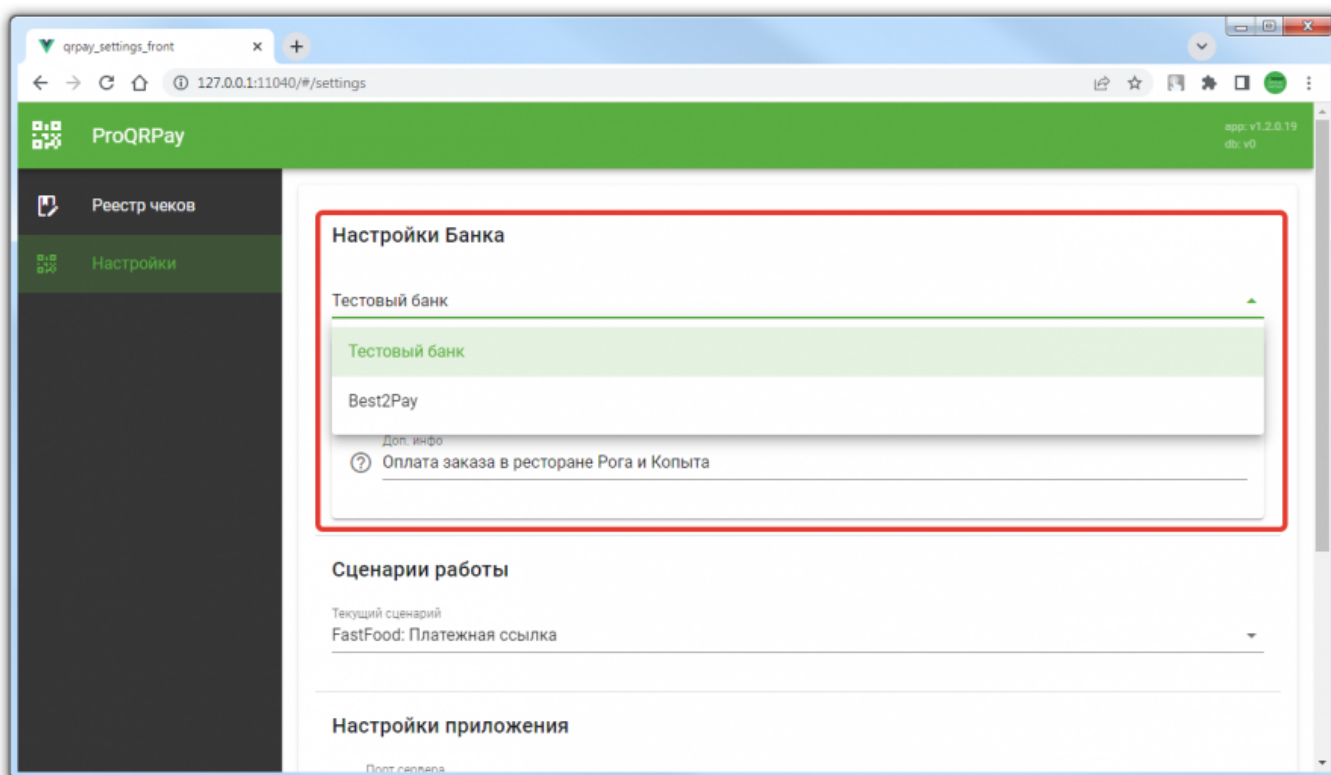 qrpay_settings_front
127.0.0.1:11040/#/settings
ProQRPay
app: v1.2.0.19
db: v0
Реестр чеков
Настройки
Настройки Банка
Тестовый банк
Тестовый банк
Best2Pay
Доп. инфо
Оплата заказа в ресторане Рога и Копыта
Сценарии работы
Текущий сценарий
FastFood: Платежная ссылка
Настройки приложения
Порт сервера